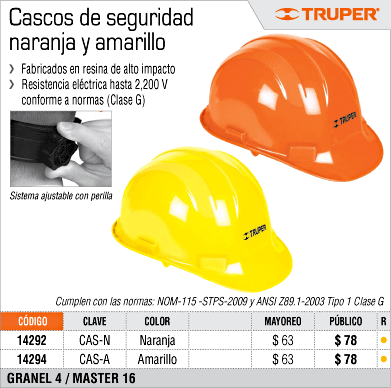 Cascos de seguridad
naranja y amarillo
TRUPER
❯ Fabricados en resina de alto impacto
❯ Resistencia eléctrica hasta 2,200 V
conforme a normas (Clase G)
TRUPER
Sistema ajustable con perilla
TRUPER
Cumplen con las normas: NOM-115 -STPS-2009 y ANSI Z89.1-2003 Tipo 1 Clase G
CÓDIGO CLAVE COLOR MAYOREO PÚBLICO R
14292 CAS-N Naranja $ 63 $ 78 •
14294 CAS-A Amarillo $ 63 $ 78 •
GRANEL 4 / MASTER 16